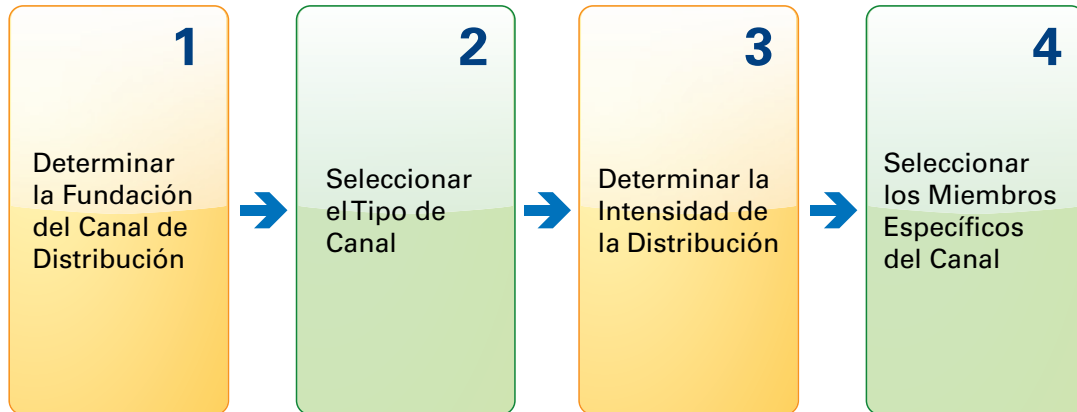 1
Determinar
la Fundación
del Canal de
Distribución
2
Seleccionar
el Tipo de
Canal
3
Determinar la
Intensidad de
la Distribución
4
Seleccionar
los Miembros
Específicos
del Canal